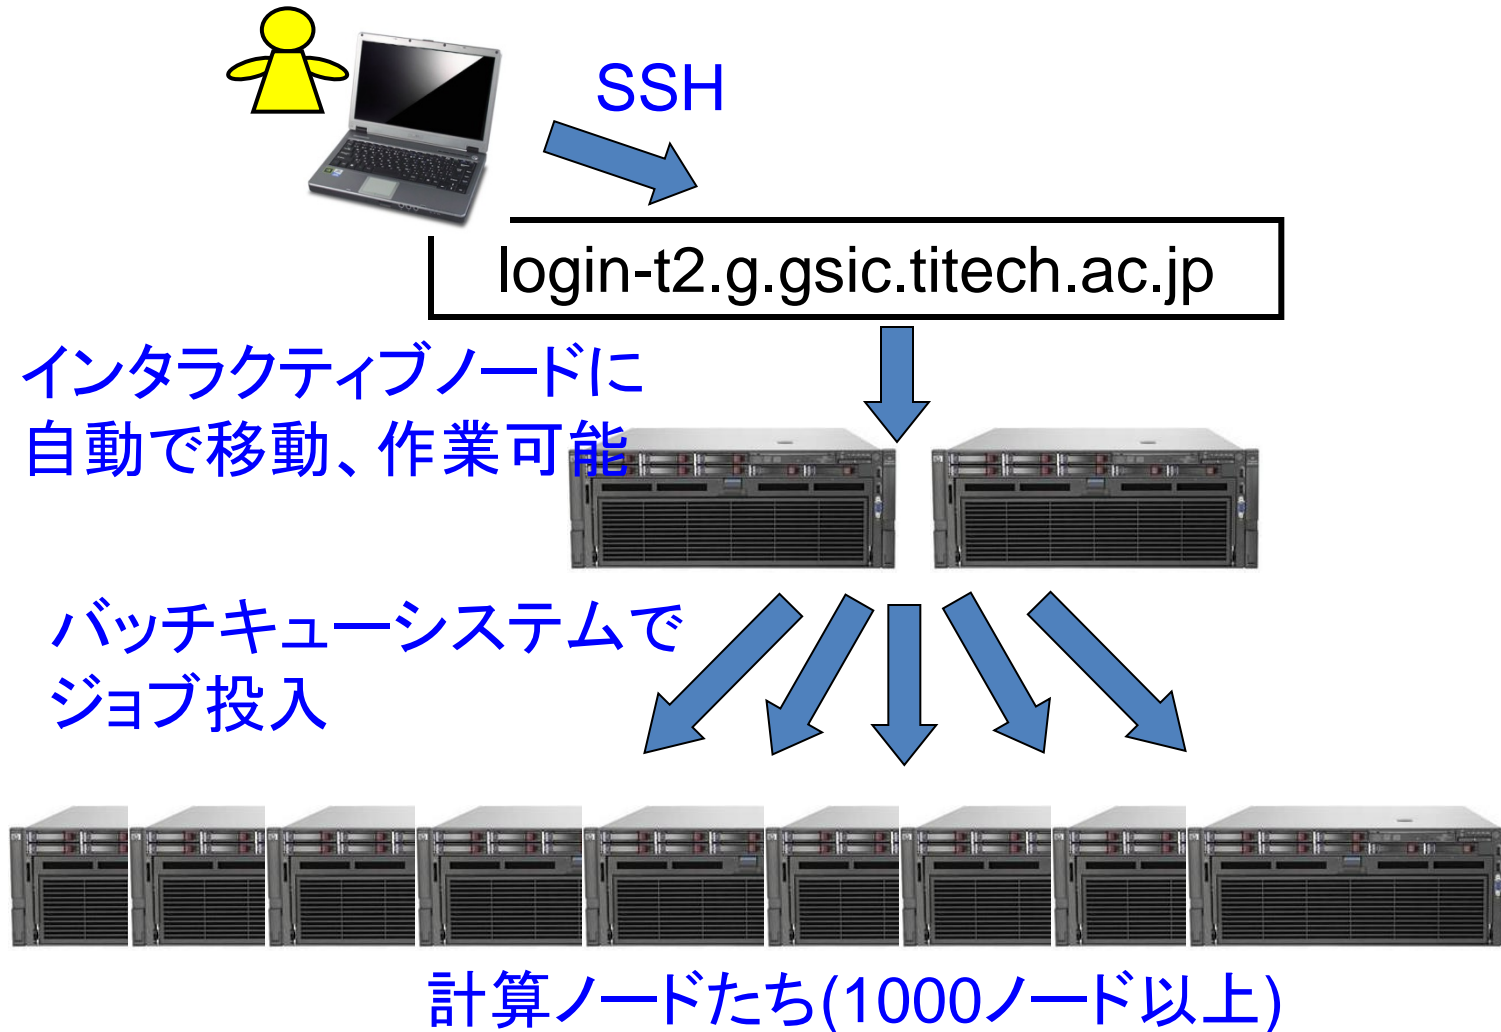 SSH
login-t2.g.gsic.titech.ac.jp
インタラクティブノードに
自動で移動、作業可能
バッチキューシステムで
ジョブ投入
計算ノードたち(1000ノード以上)